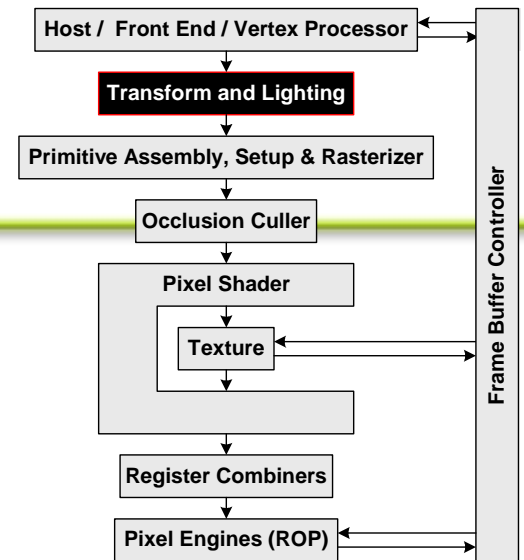 Host / Front End / Vertex Processor
Transform and Lighting
Primitive Assembly, Setup & Rasterizer
Occlusion Culler
Pixel Shader
Texture
Register Combiners
Pixel Engines (ROP)
Frame Buffer Controller